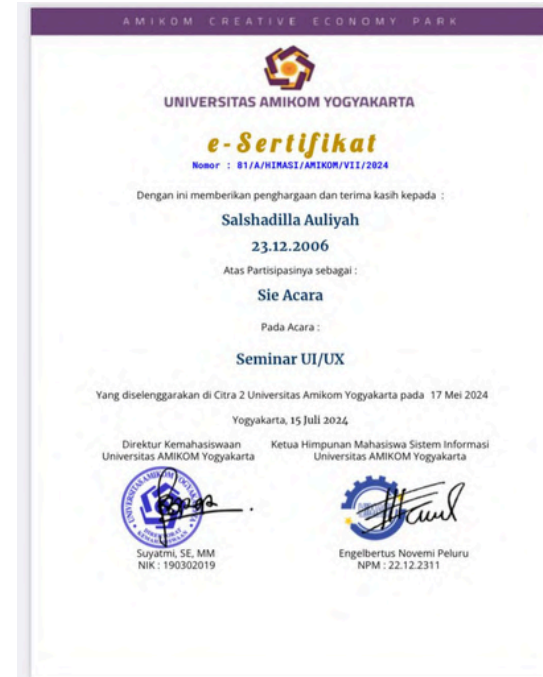 AMIKOM CREATIVE ECONOMY PARK
UNIVERSITAS AMIKOM YOGYAKARTA
e-Sertifikat
Nomor : 81/A/HIMASI/AMIKOM/VII/2024
Dengan ini memberikan penghargaan dan terima kasih kepada :
Salshadilla Auliyah
23.12.2006
Atas Partisipasinya sebagai :
Sie Acara
Pada Acara :
Seminar UI/UX
Yang diselenggarakan di Citra 2 Universitas Amikom Yogyakarta pada 17 Mei 2024
Yogyakarta, 15 Juli 2024
Direktur Kemahasiswaan
Universitas AMIKOM Yogyakarta
Suyatmi, SE, MM
NIK : 190302019
Ketua Himpunan Mahasiswa Sistem Informasi
Universitas AMIKOM Yogyakarta
Engelbertus Novemi Peluru
NPM : 22.12.2311